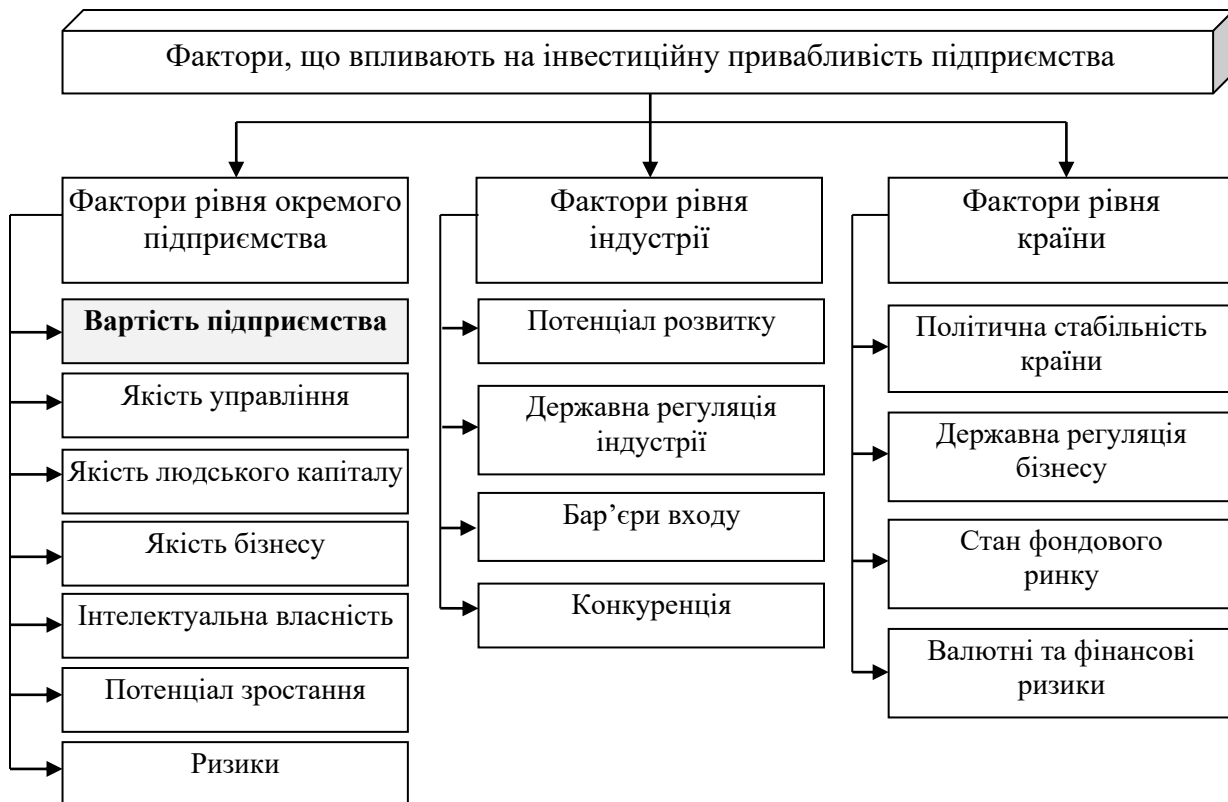 Фактори, що впливають на інвестиційну привабливість підприємства
Фактори рівня окремого
підприємства
Вартість підприємства
Якість управління
Якість людського капіталу
Якість бізнесу
Інтелектуальна власність
Потенціал зростання
Ризики
Фактори рівня
індустрії
Потенціал розвитку
Державна регуляція
індустрії
Бар’єри входу
Конкуренція
Фактори рівня
країни
Політична стабільність
країни
Державна регуляція
бізнесу
Стан фондового
ринку
Валютні та фінансові
ризики